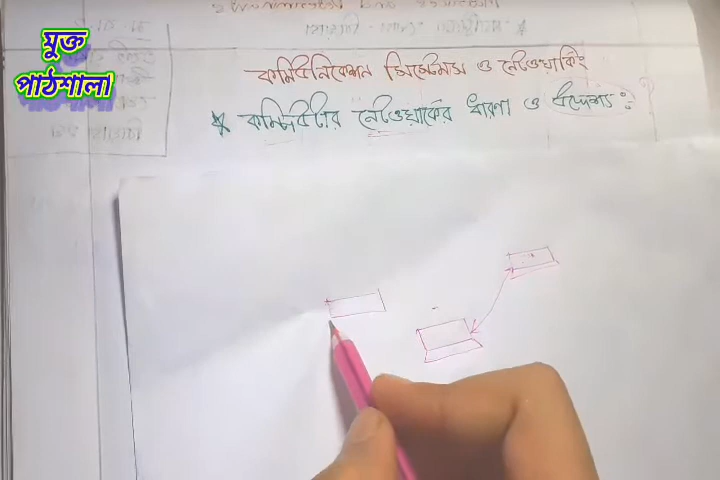 মুক্ত
পাঠশালা
কমিউনিকেশন সিস্টেমস ও নেটওয়ার্কিং
* কম্পিউটার নেটওয়ার্কের ধারণা ও উদ্দেশ্য :